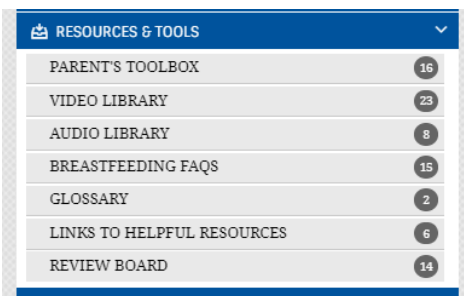 RESOURCES & TOOLS
PARENT'S TOOLBOX 16
VIDEO LIBRARY 23
AUDIO LIBRARY 8
BREASTFEEDING FAQS 15
GLOSSARY 2
LINKS TO HELPFUL RESOURCES 6
REVIEW BOARD 14